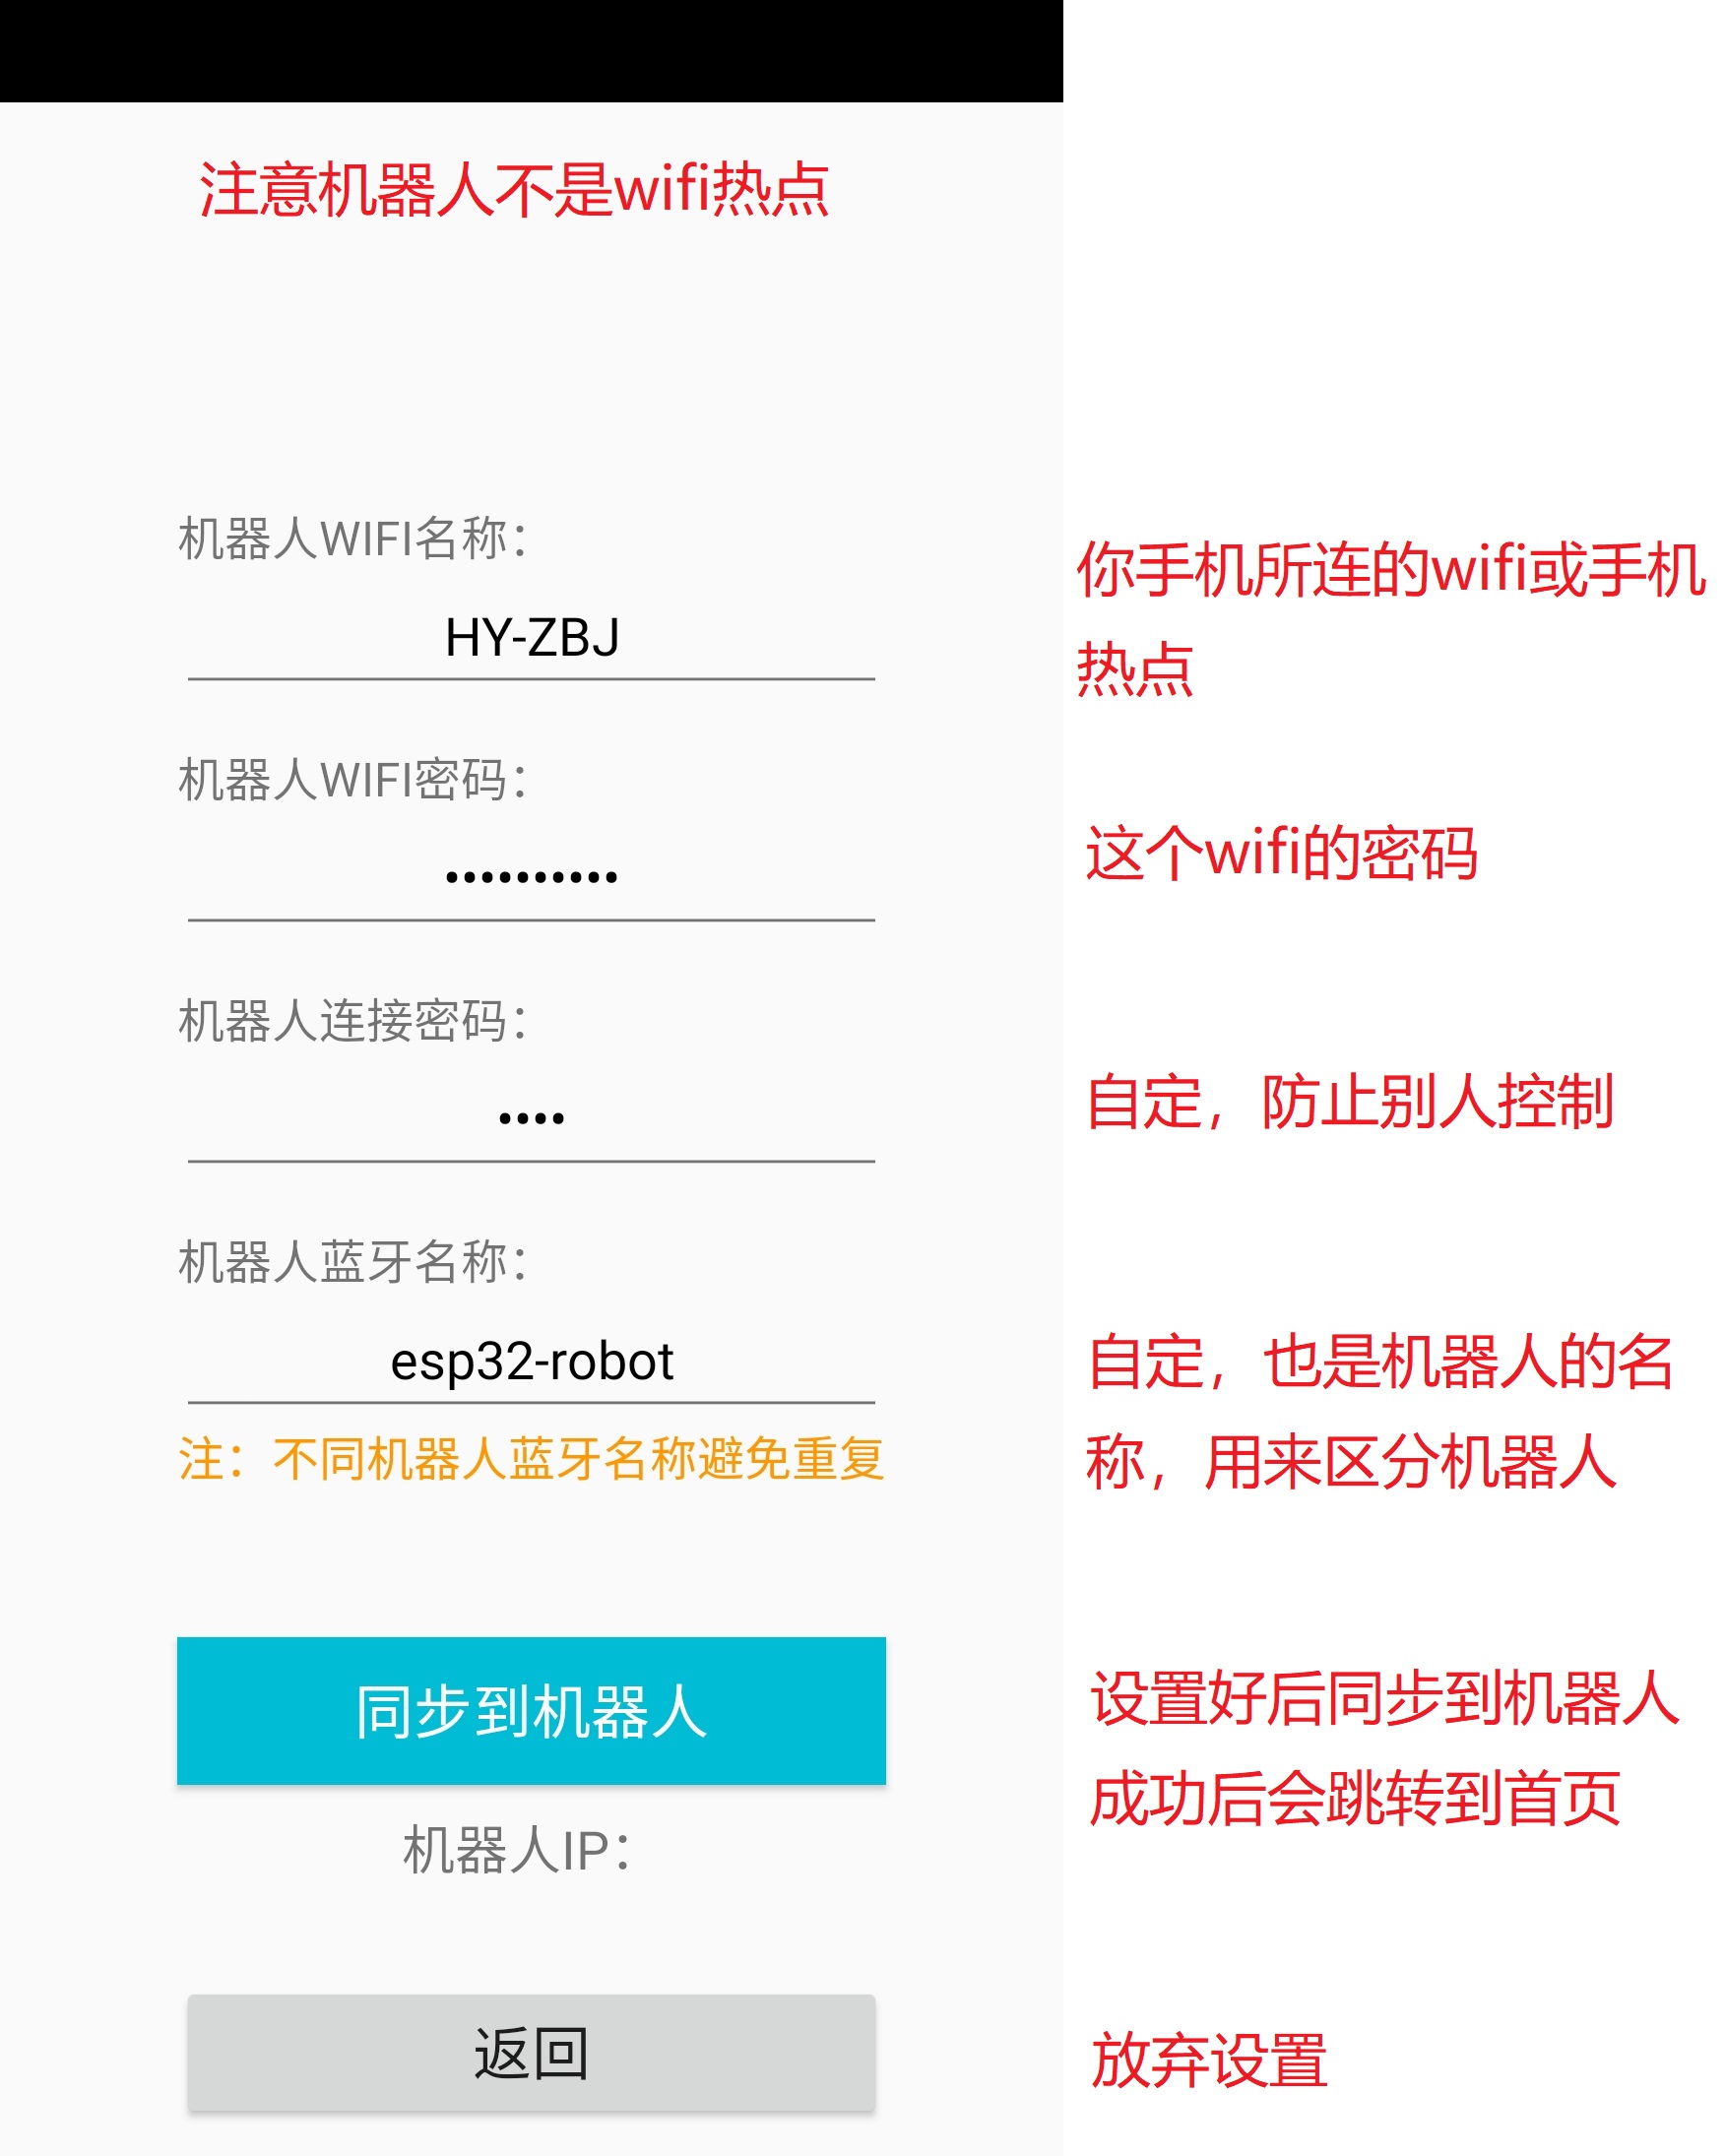 注意机器人不是wifi热点
机器人WIFI名称：
HY-ZBJ
你手机所连的wifi或手机
热点
机器人WIFI密码：
••••••••••
这个wifi的密码
机器人连接密码：
••••
自定，防止别人控制
机器人蓝牙名称：
esp32-robot
注：不同机器人蓝牙名称避免重复
自定，也是机器人的名
称，用来区分机器人
同步到机器人
设置好后同步到机器人
成功后会跳转到首页
机器人IP：
返回
放弃设置